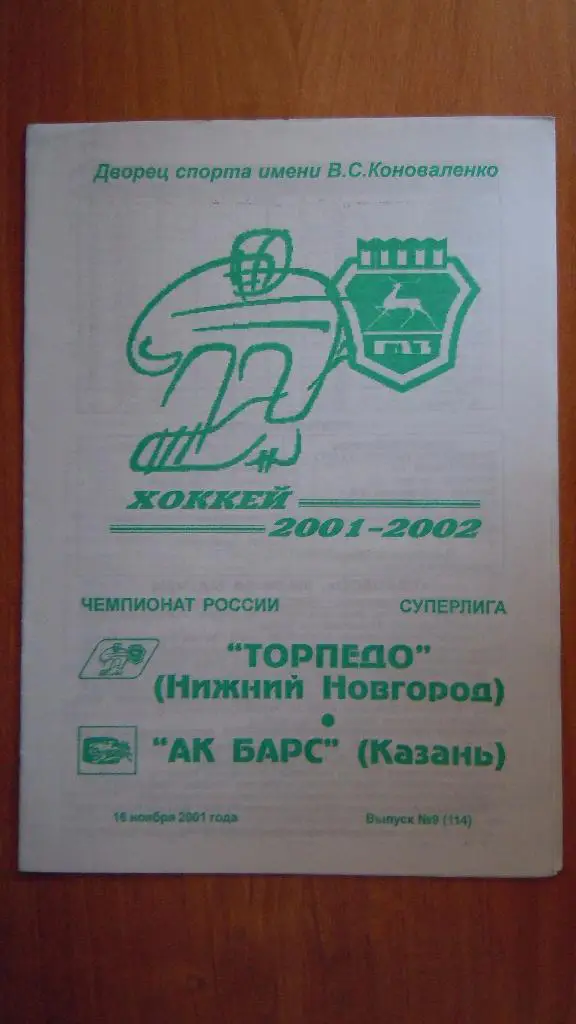 Дворец спорта имени В.С.Коноваленко
ГАЗ
ХОККЕЙ
2001-2002
ЧЕМПИОНАТ РОССИИ СУПЕРЛИГА
"ТОРПЕДО"
(Нижний Новгород)
•
"АК БАРС" (Казань)
16 ноября 2001 года Выпуск №9 (114)